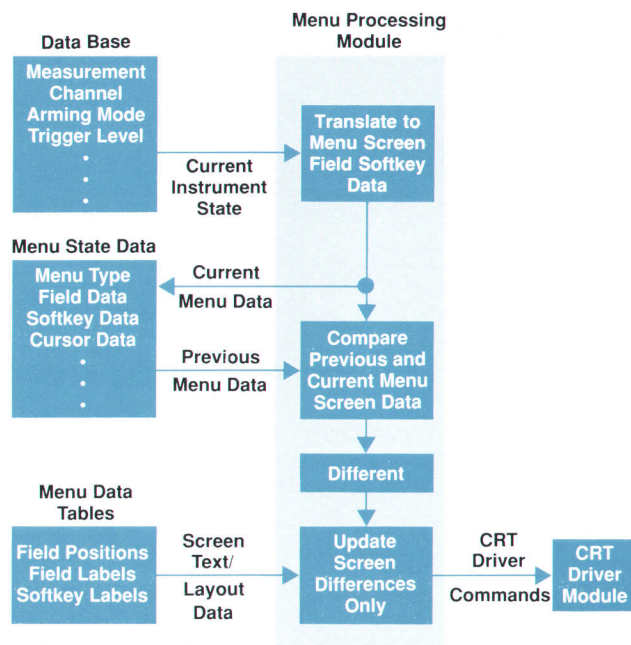 Menu Processing
Module
Data Base
Measurement
Channel
Arming Mode
Trigger Level
•
•
•
Current
Instrument
State
Translate to
Menu Screen
Field Softkey
Data
Menu State Data
Menu Type
Field Data
Softkey Data
Cursor Data
•
•
•
Current
Menu Data
Previous
Menu Data
Compare
Previous and
Current Menu
Screen Data
Different
Menu Data
Tables
Field Positions
Field Labels
Softkey Labels
Screen
Text/
Layout
Data
Update
Screen
Differences
Only
CRT
Driver
Commands
CRT
Driver
Module